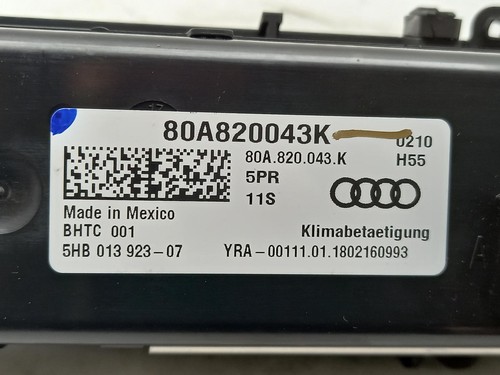 80A820043K
0210
80A.820.043.K H55
5PR
11S
Made in Mexico
BHTC 001 Klimabetaetigung
5HB 013 923-07 YRA-00111.01.1802160993